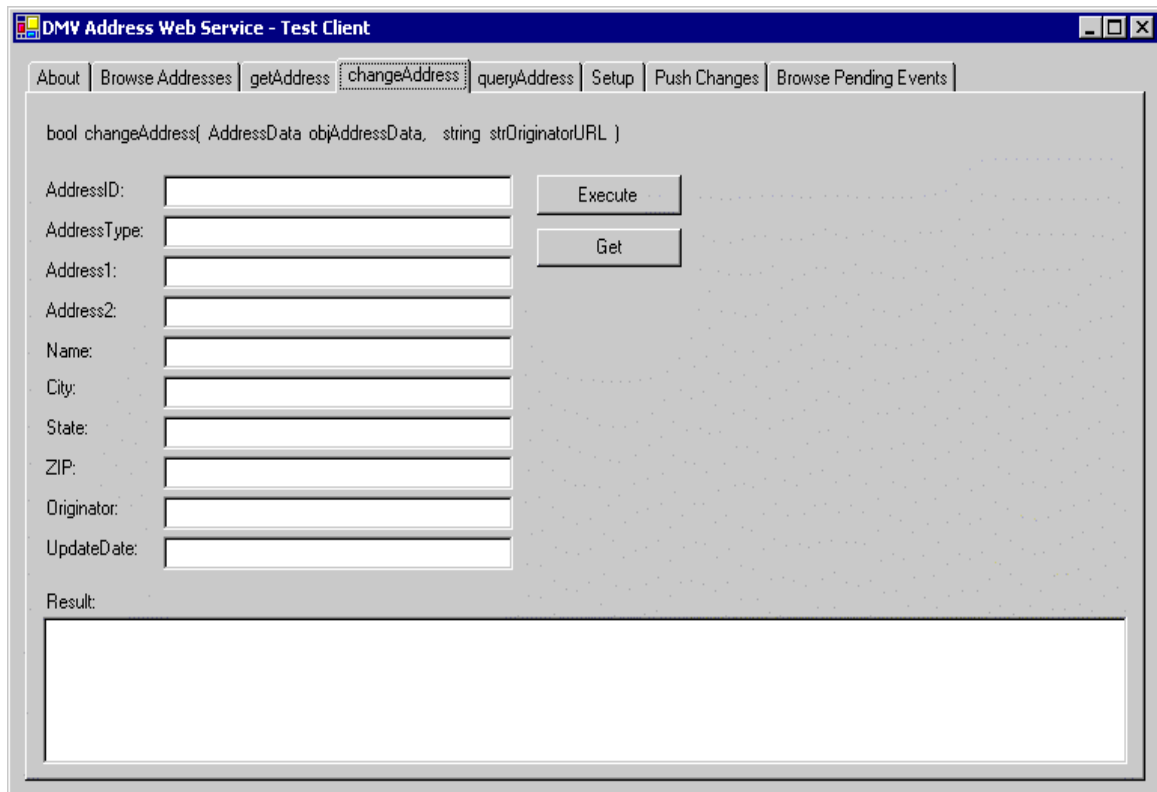 DMV Address Web Service - Test Client
About Browse Addresses getAddress changeAddress queryAddress Setup Push Changes Browse Pending Events
bool changeAddress( AddressData objAddressData, string strOriginatorURL )
AddressID:
Execute
AddressType:
Get
Address1:
Address2:
Name:
City:
State:
ZIP:
Originator:
UpdateDate:
Result: